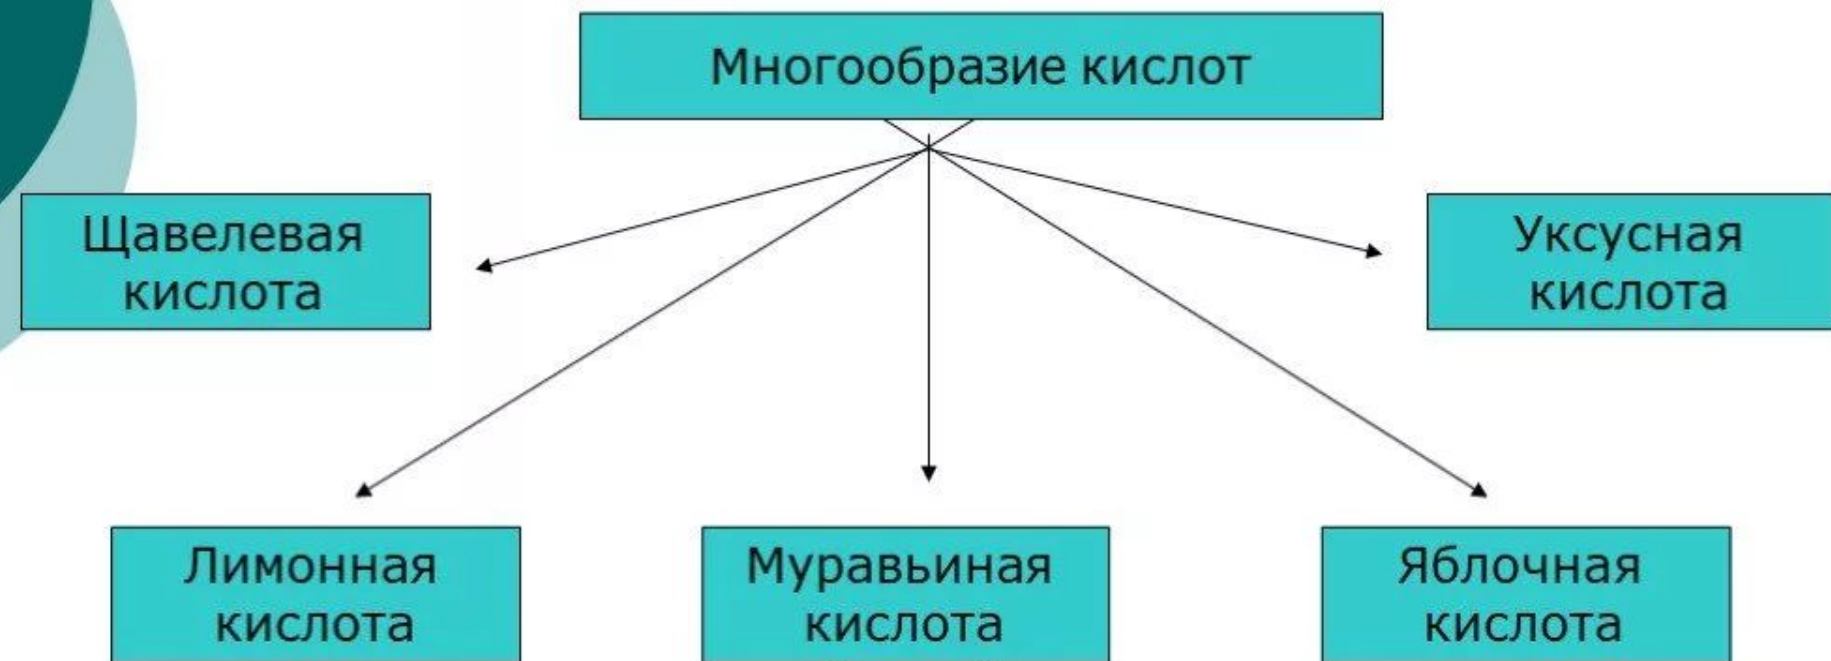 Многообразие кислот
Щавелевая
кислота
Уксусная
кислота
Лимонная
кислота
Муравьиная
кислота
Яблочная
кислота